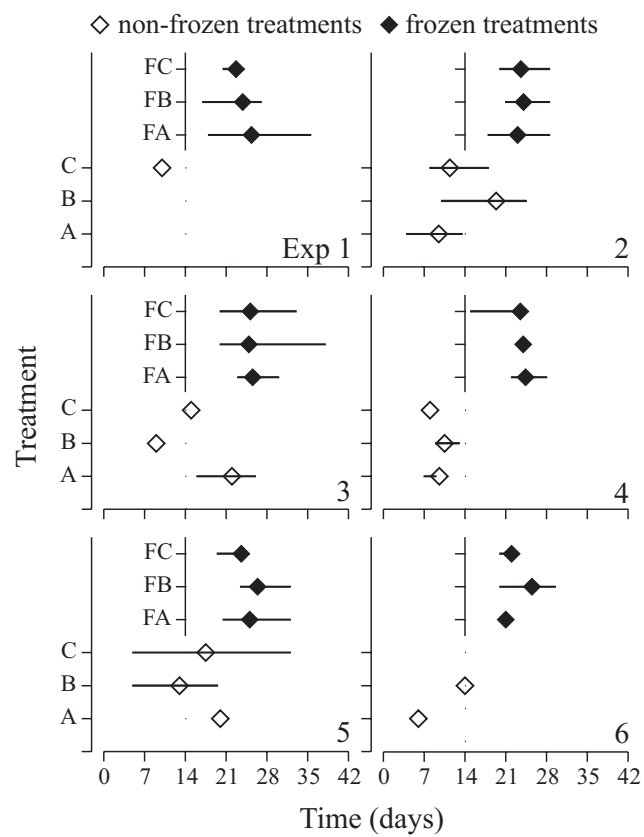 non-frozen treatments frozen treatments
FC
FB
FA
C
B
A
Exp 1
2
FC
FB
FA
C
B
A
3
4
FC
FB
FA
C
B
A
5
6
0 7 14 21 28 35 42 0 7 14 21 28 35 42
Time (days)
Treatment